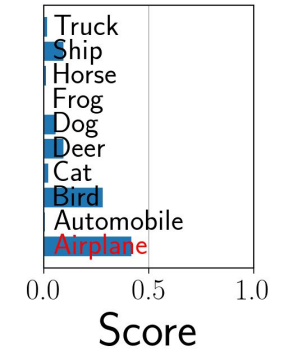 Truck
Ship
Horse
Frog
Dog
Deer
Cat
Bird
Automobile
Airplane
0.0 0.5 1.0
Score